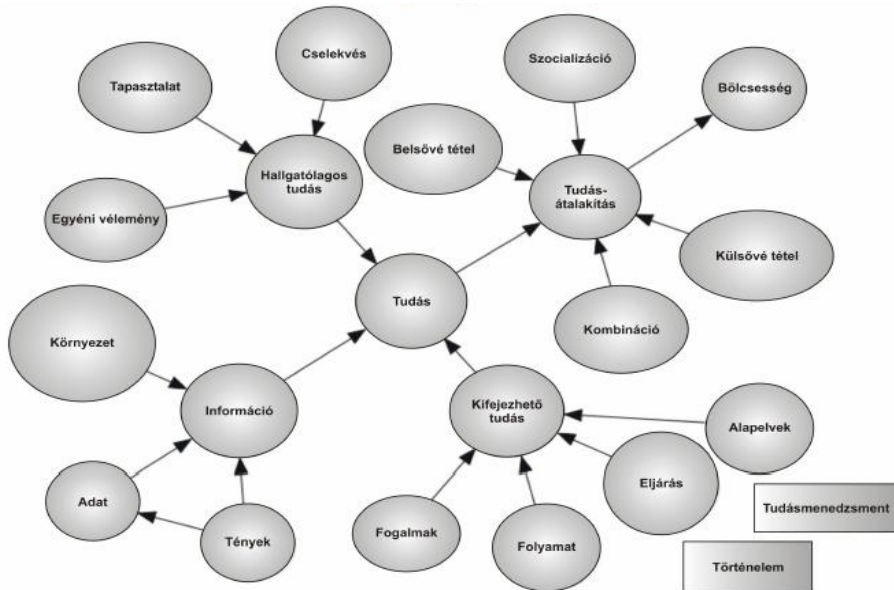 Cselekvés
Tapasztalat
Szocializáció
Bölcsesség
Belsővé tétel
Hallgatólagos
tudás
Tudás-
átalakítás
Egyéni vélemény
Külsővé tétel
Tudás
Kombináció
Környezet
Információ
Kifejezhető
tudás
Alapelvek
Eljárás
Adat
Tudásmenedzsment
Fogalmak
Tények
Folyamat
Történelem